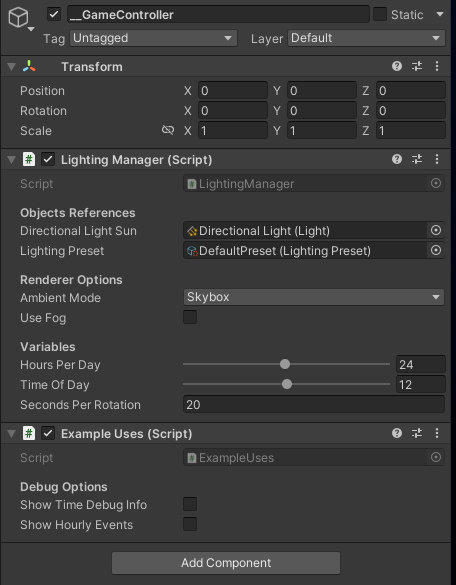 __GameController Static
Tag Untagged Layer Default
Transform
Position X 0 Y 0 Z 0
Rotation X 0 Y 0 Z 0
Scale X 1 Y 1 Z 1
# Lighting Manager (Script)
Script # LightingManager
Objects References
Directional Light Sun Directional Light (Light)
Lighting Preset DefaultPreset (Lighting Preset)
Renderer Options
Ambient Mode Skybox
Use Fog
Variables
Hours Per Day 24
Time Of Day 12
Seconds Per Rotation 20
# Example Uses (Script)
Script # ExampleUses
Debug Options
Show Time Debug Info
Show Hourly Events
Add Component